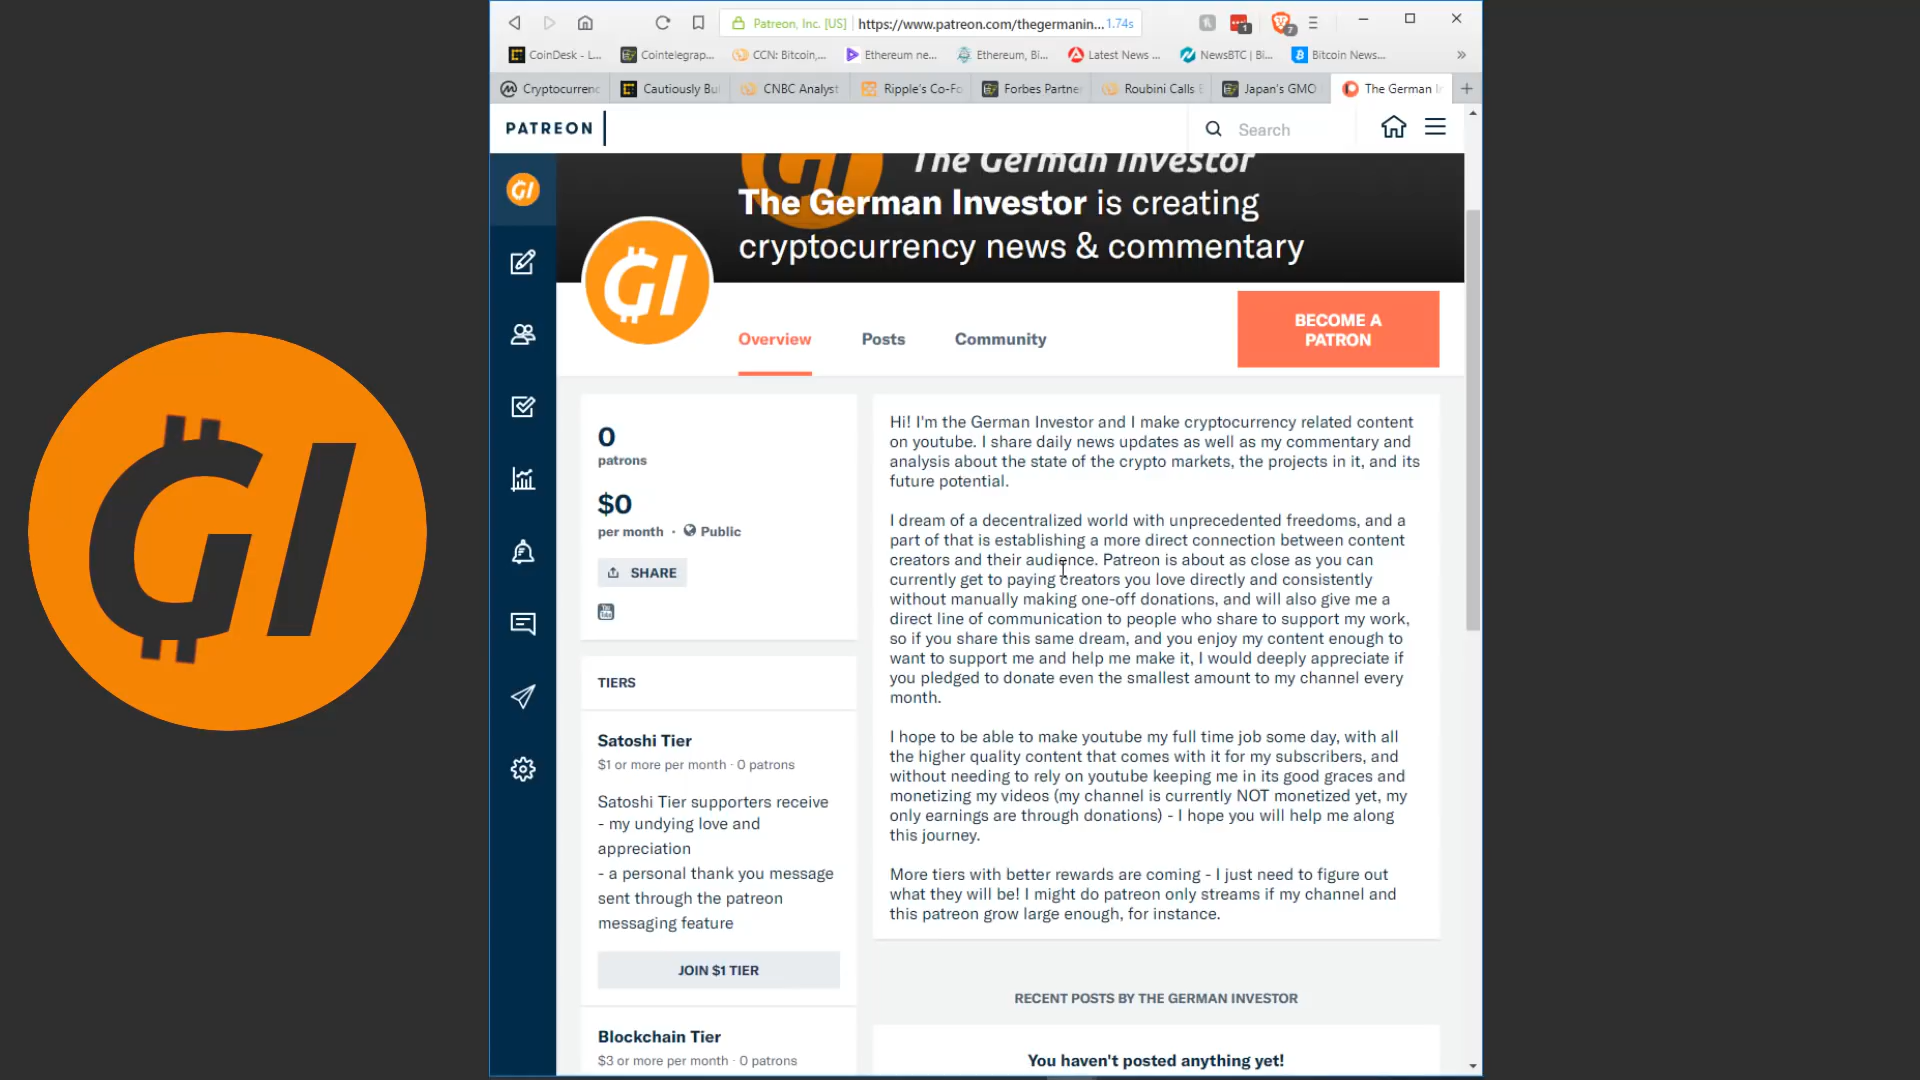 Patreon, Inc. [US] https://www.patreon.com/thegermanin... 1.74s
1
7
CoinDesk - L...
Cointelegrap...
CCN: Bitcoin,...
Ethereum ne...
Ethereum, Bi...
Latest News ...
NewsBTC | Bi...
Bitcoin News...
»
Cryptocurrenc
Cautiously Bu
CNBC Analyst
Ripple's Co-Fo
Forbes Partne
Roubini Calls
Japan's GMO
The German I
PATREON
Search
The German Investor
GI
The German Investor is creating
cryptocurrency news & commentary
GI
Overview
Posts
Community
BECOME A
PATRON
0
patrons
$0
per month · Public
SHARE
TIERS
Satoshi Tier
$1 or more per month · 0 patrons
Satoshi Tier supporters receive
- my undying love and
appreciation
- a personal thank you message
sent through the patreon
messaging feature
JOIN $1 TIER
Blockchain Tier
$3 or more per month · 0 patrons
Hi! I'm the German Investor and I make cryptocurrency related content
on youtube. I share daily news updates as well as my commentary and
analysis about the state of the crypto markets, the projects in it, and its
future potential.
I dream of a decentralized world with unprecedented freedoms, and a
part of that is establishing a more direct connection between content
creators and their audience. Patreon is about as close as you can
currently get to paying creators you love directly and consistently
without manually making one-off donations, and will also give me a
direct line of communication to people who share to support my work,
so if you share this same dream, and you enjoy my content enough to
want to support me and help me make it, I would deeply appreciate if
you pledged to donate even the smallest amount to my channel every
month.
I hope to be able to make youtube my full time job some day, with all
the higher quality content that comes with it for my subscribers, and
without needing to rely on youtube keeping me in its good graces and
monetizing my videos (my channel is currently NOT monetized yet, my
only earnings are through donations) - I hope you will help me along
this journey.
More tiers with better rewards are coming - I just need to figure out
what they will be! I might do patreon only streams if my channel and
this patreon grow large enough, for instance.
RECENT POSTS BY THE GERMAN INVESTOR
You haven't posted anything yet!
GI
GI